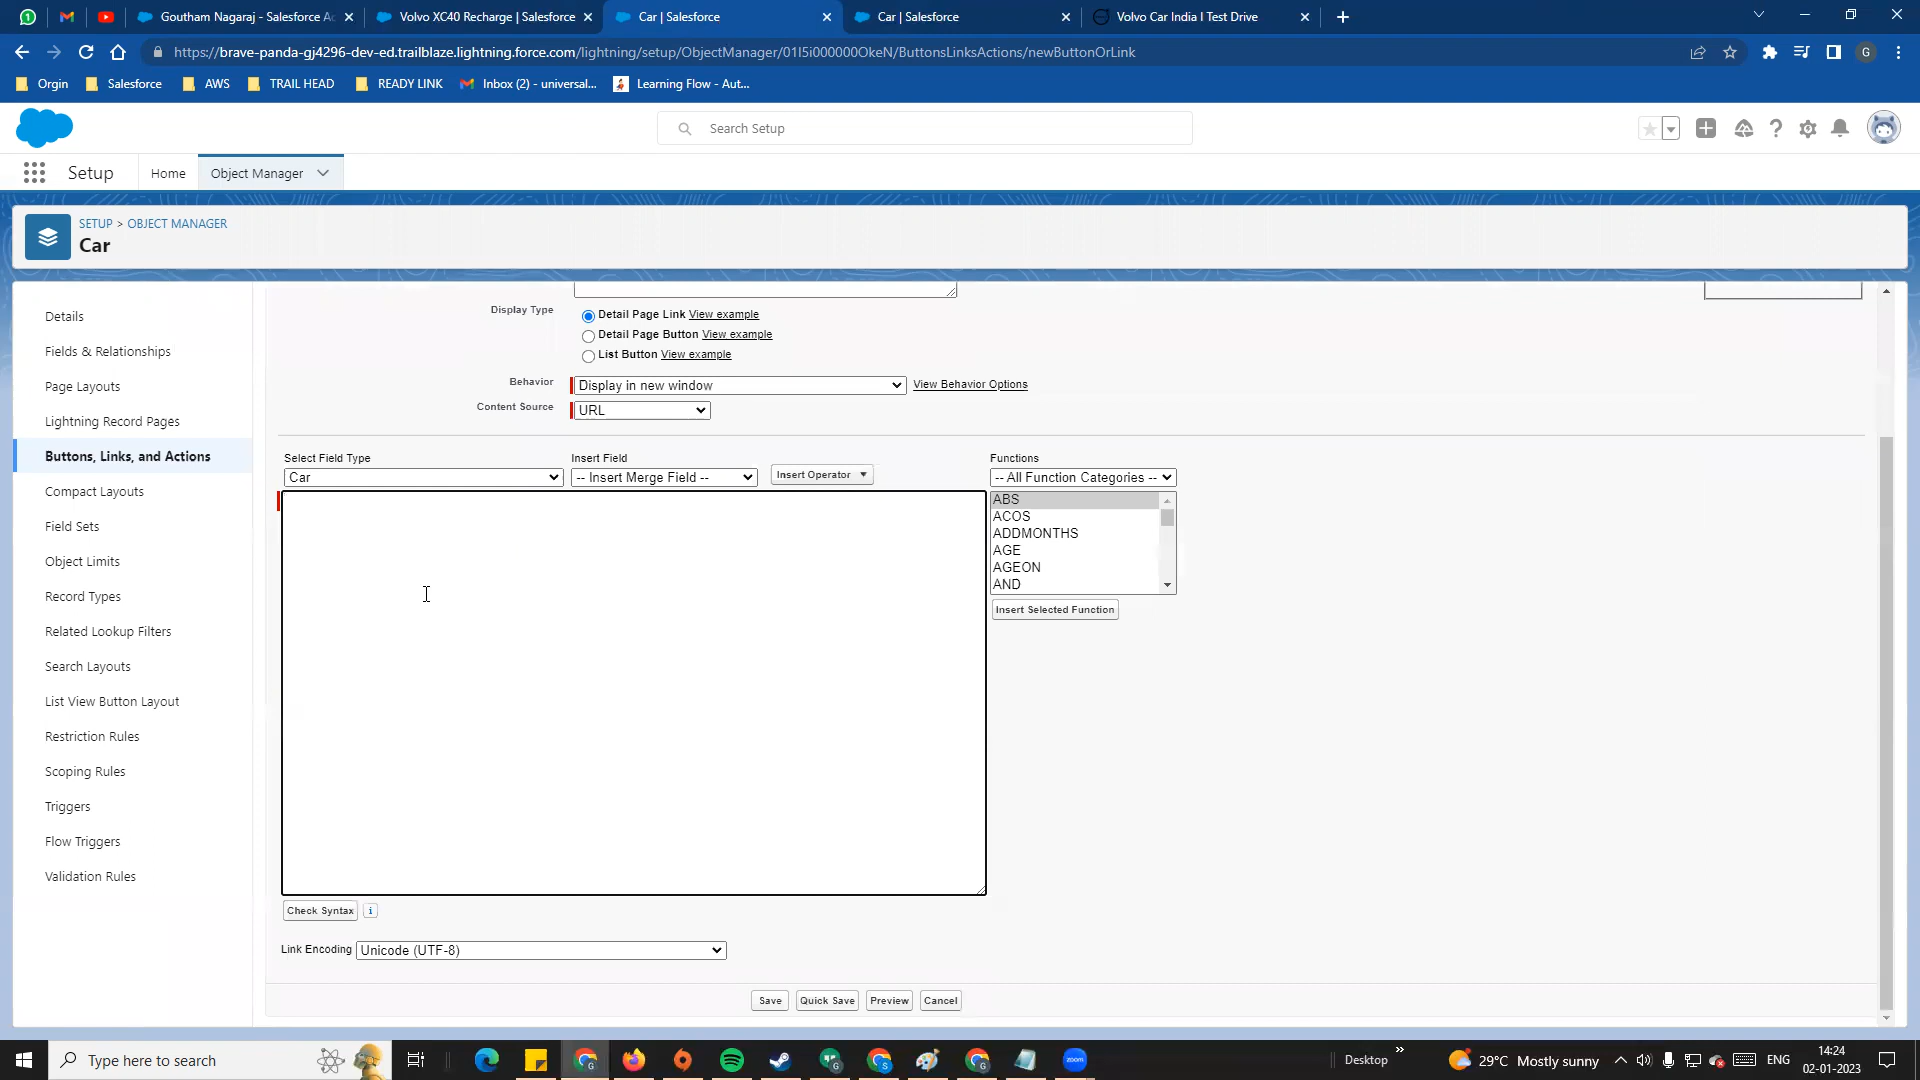 Goutham Nagaraj - Salesforce Ac
Volvo XC40 Recharge | Salesforce
Car | Salesforce
Car | Salesforce
Volvo Car India I Test Drive
https://brave-panda-gj4296-dev-ed.trailblaze.lightning.force.com/lightning/setup/ObjectManager/01I5i000000OkeN/ButtonsLinksActions/newButtonOrLink
G
Orgin
Salesforce
AWS
TRAIL HEAD
READY LINK
Inbox (2) - universal...
Learning Flow - Aut...
Search Setup
Setup
Home
Object Manager
SETUP > OBJECT MANAGER
Car
Details
Fields & Relationships
Page Layouts
Lightning Record Pages
Buttons, Links, and Actions
Compact Layouts
Field Sets
Object Limits
Record Types
Related Lookup Filters
Search Layouts
List View Button Layout
Restriction Rules
Scoping Rules
Triggers
Flow Triggers
Validation Rules
Display Type
Detail Page Link View example
Detail Page Button View example
List Button View example
Behavior
Display in new window
View Behavior Options
Content Source
URL
Select Field Type
Insert Field
Functions
Car
-- Insert Merge Field --
Insert Operator
-- All Function Categories --
ABS
ACOS
ADDMONTHS
AGE
AGEON
AND
Insert Selected Function
Check Syntax
i
Link Encoding
Unicode (UTF-8)
Save
Quick Save
Preview
Cancel
Type here to search
zoom
Desktop
29°C Mostly sunny
ENG
14:24
02-01-2023